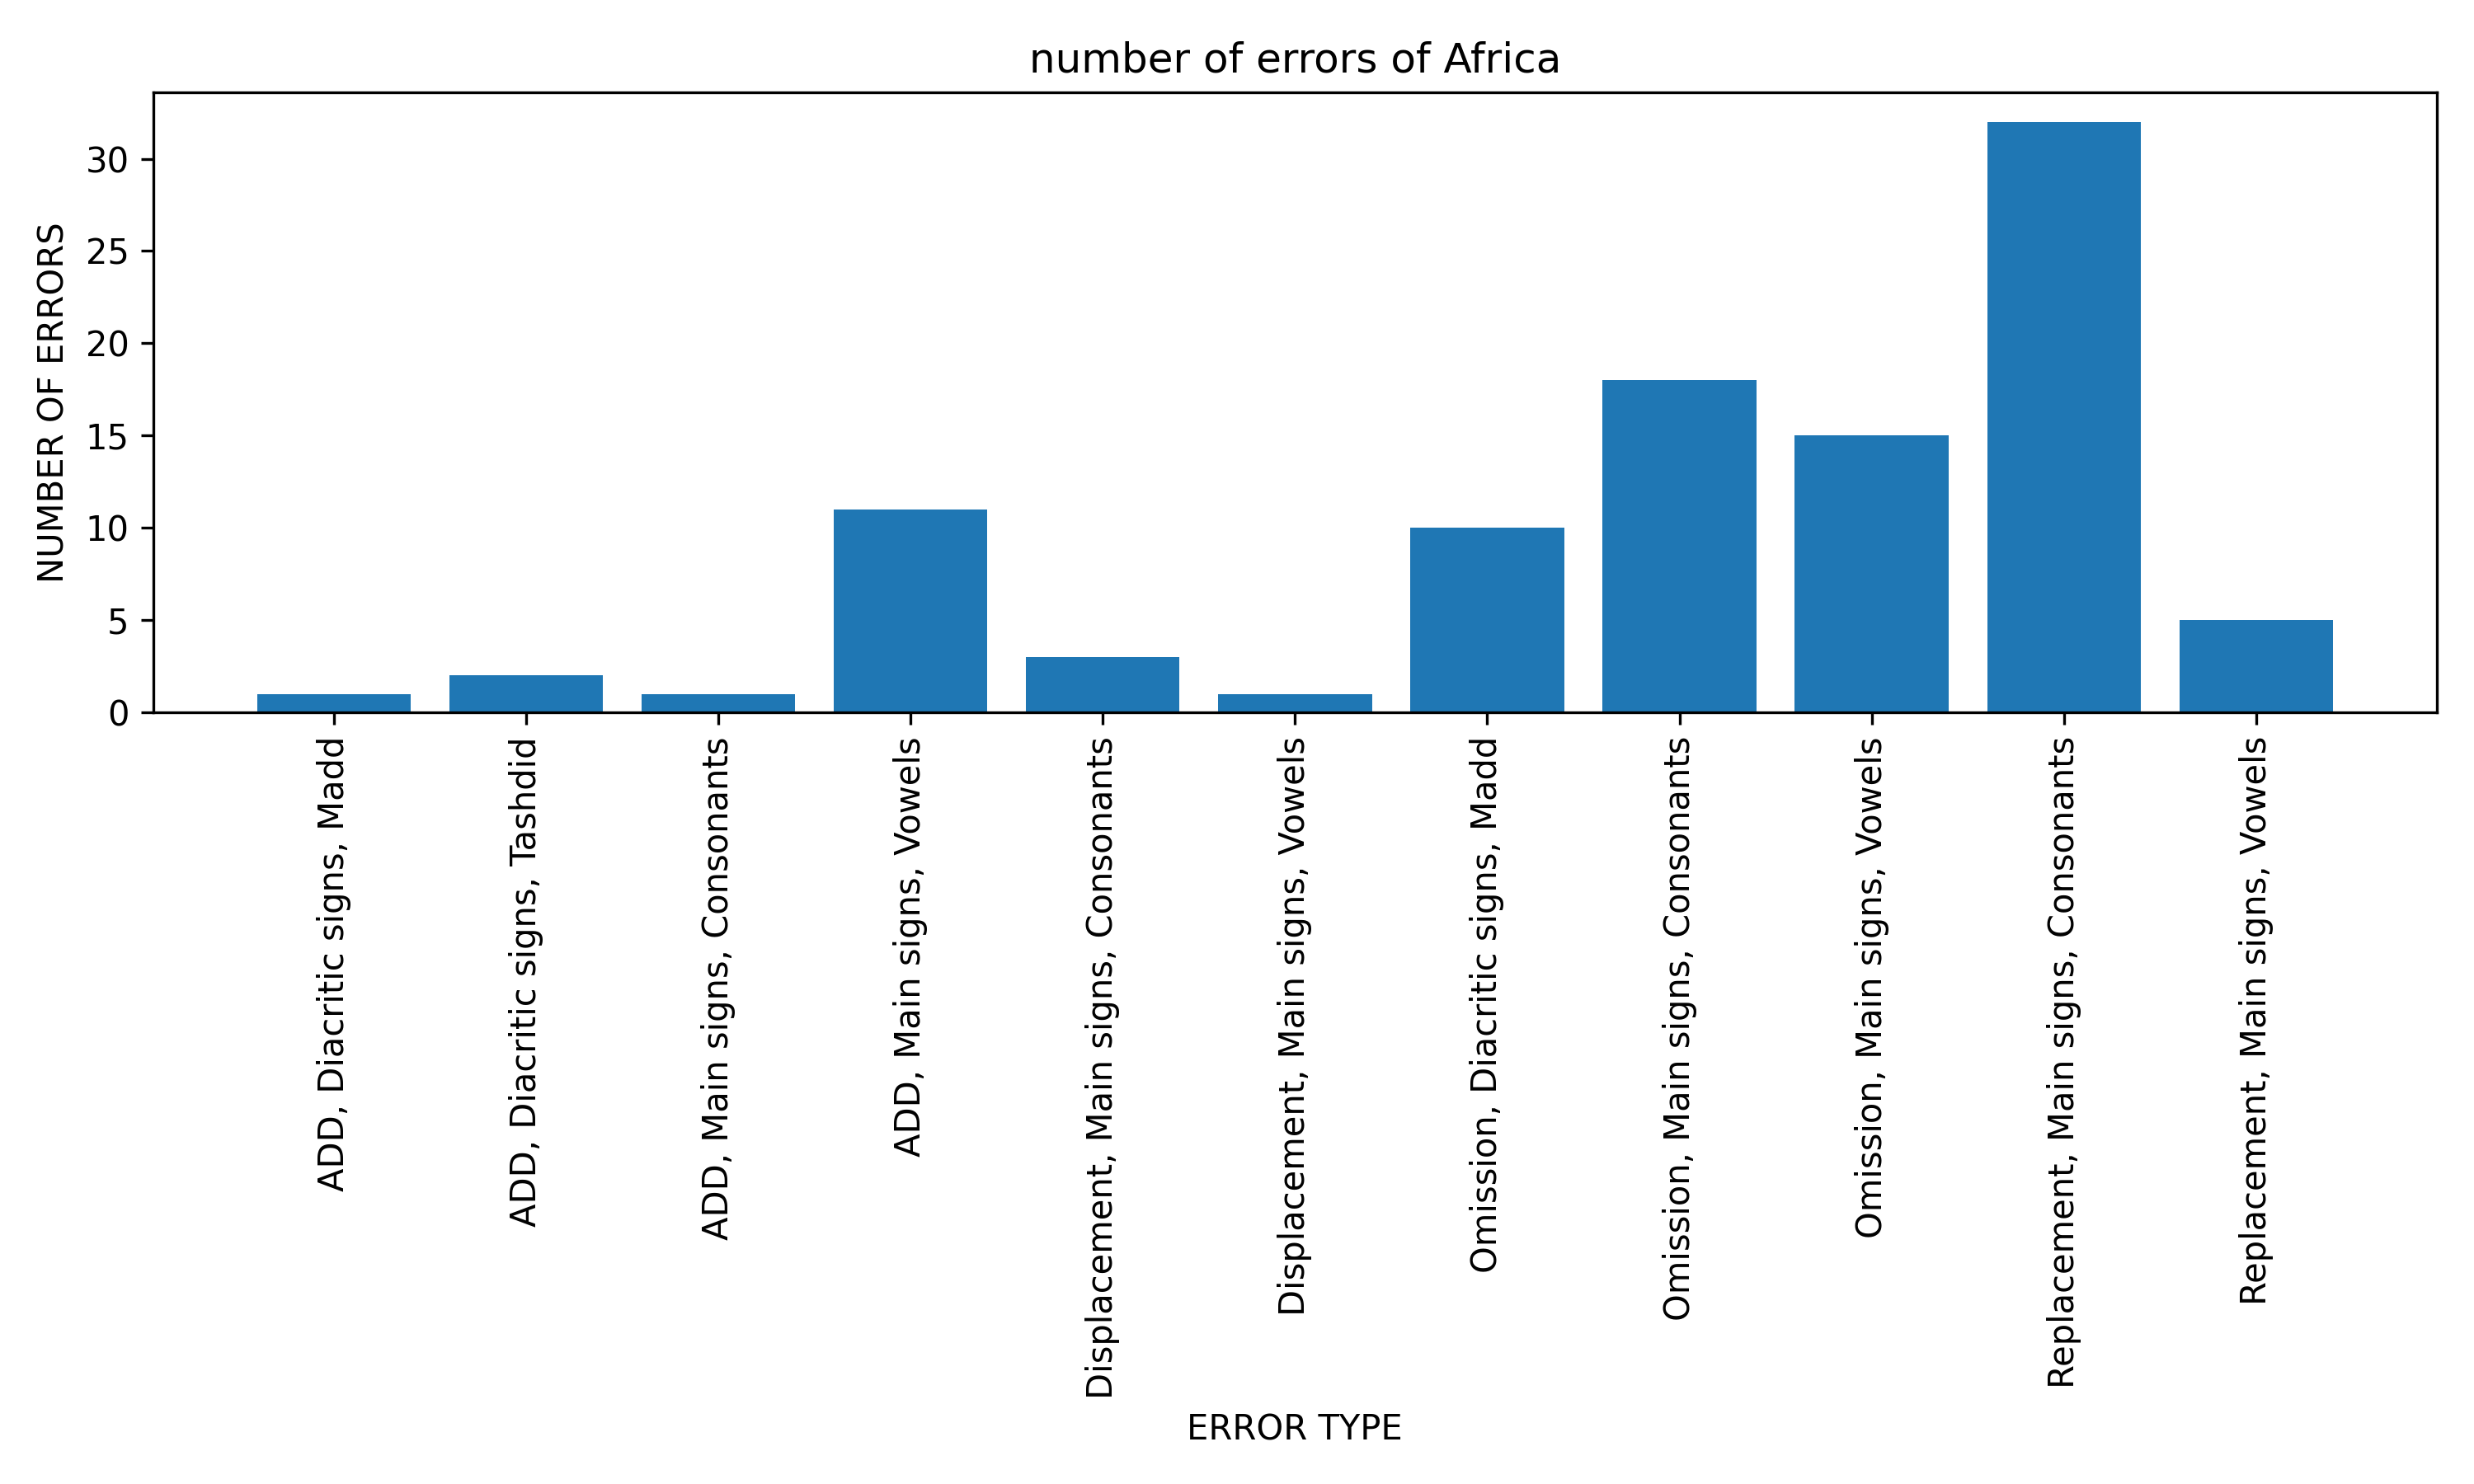 number of errors of Africa
NUMBER OF ERRORS
30
25
20
15
10
5
0
ADD, Diacritic signs, Madd
ADD, Diacritic signs, Tashdid
ADD, Main signs, Consonants
ADD, Main signs, Vowels
Displacement, Main signs, Consonants
Displacement, Main signs, Vowels
Omission, Diacritic signs, Madd
Omission, Main signs, Consonants
Omission, Main signs, Vowels
Replacement, Main signs, Consonants
Replacement, Main signs, Vowels
ERROR TYPE